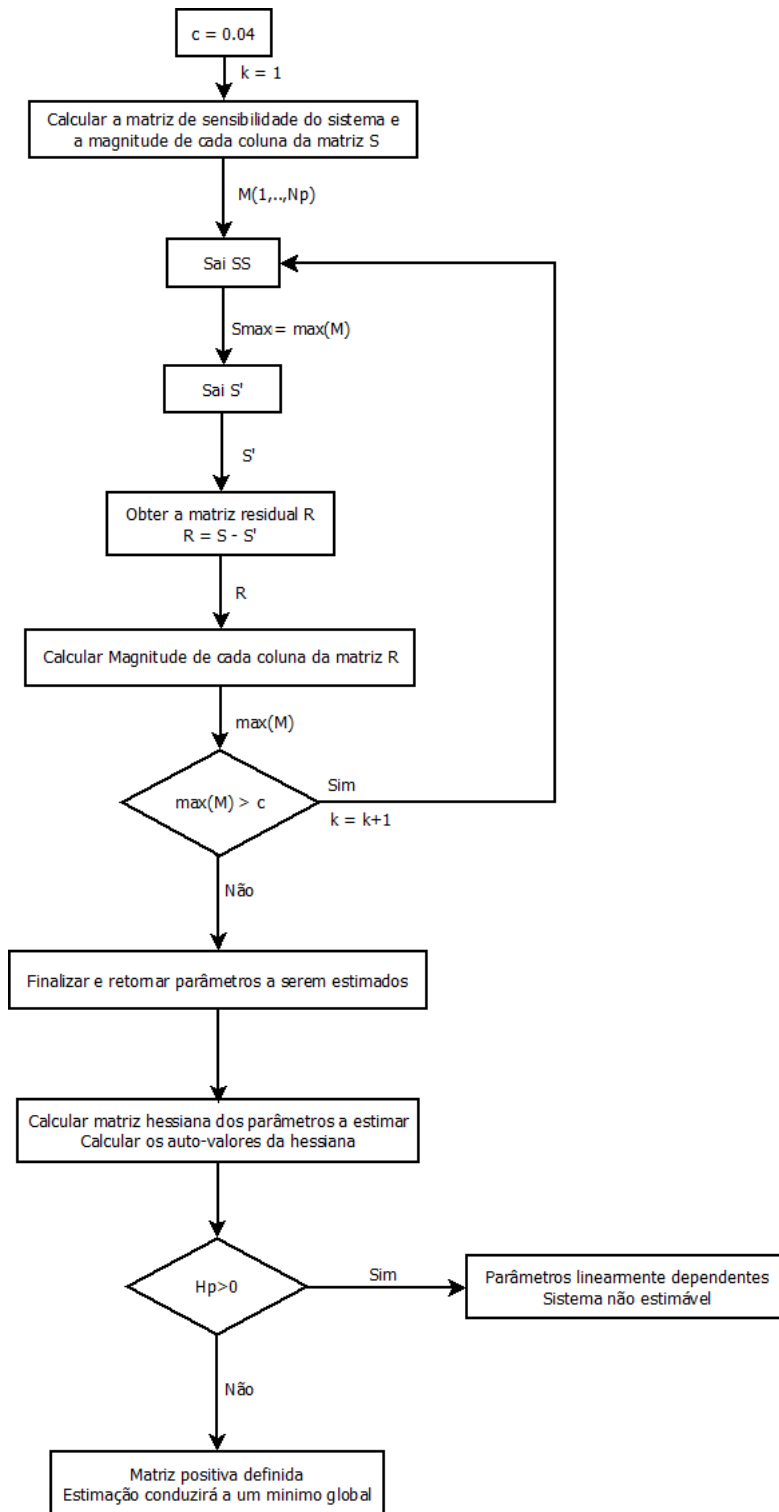 c = 0.04
k = 1
Calcular a matriz de sensibilidade do sistema e
a magnitude de cada coluna da matriz S
M(1,..,Np)
Sai SS
Smax= max(M)
Sai S'
S'
Obter a matriz residual R
R = S - S'
R
Calcular Magnitude de cada coluna da matriz R
max(M)
max(M) > c
Sim
k = k+1
Não
Finalizar e retornar parâmetros a serem estimados
Calcular matriz hessiana dos parâmetros a estimar
Calcular os auto-valores da hessiana
Hp>0
Sim
Parâmetros linearmente dependentes
Sistema não estimável
Não
Matriz positiva definida
Estimação conduzirá a um minimo global